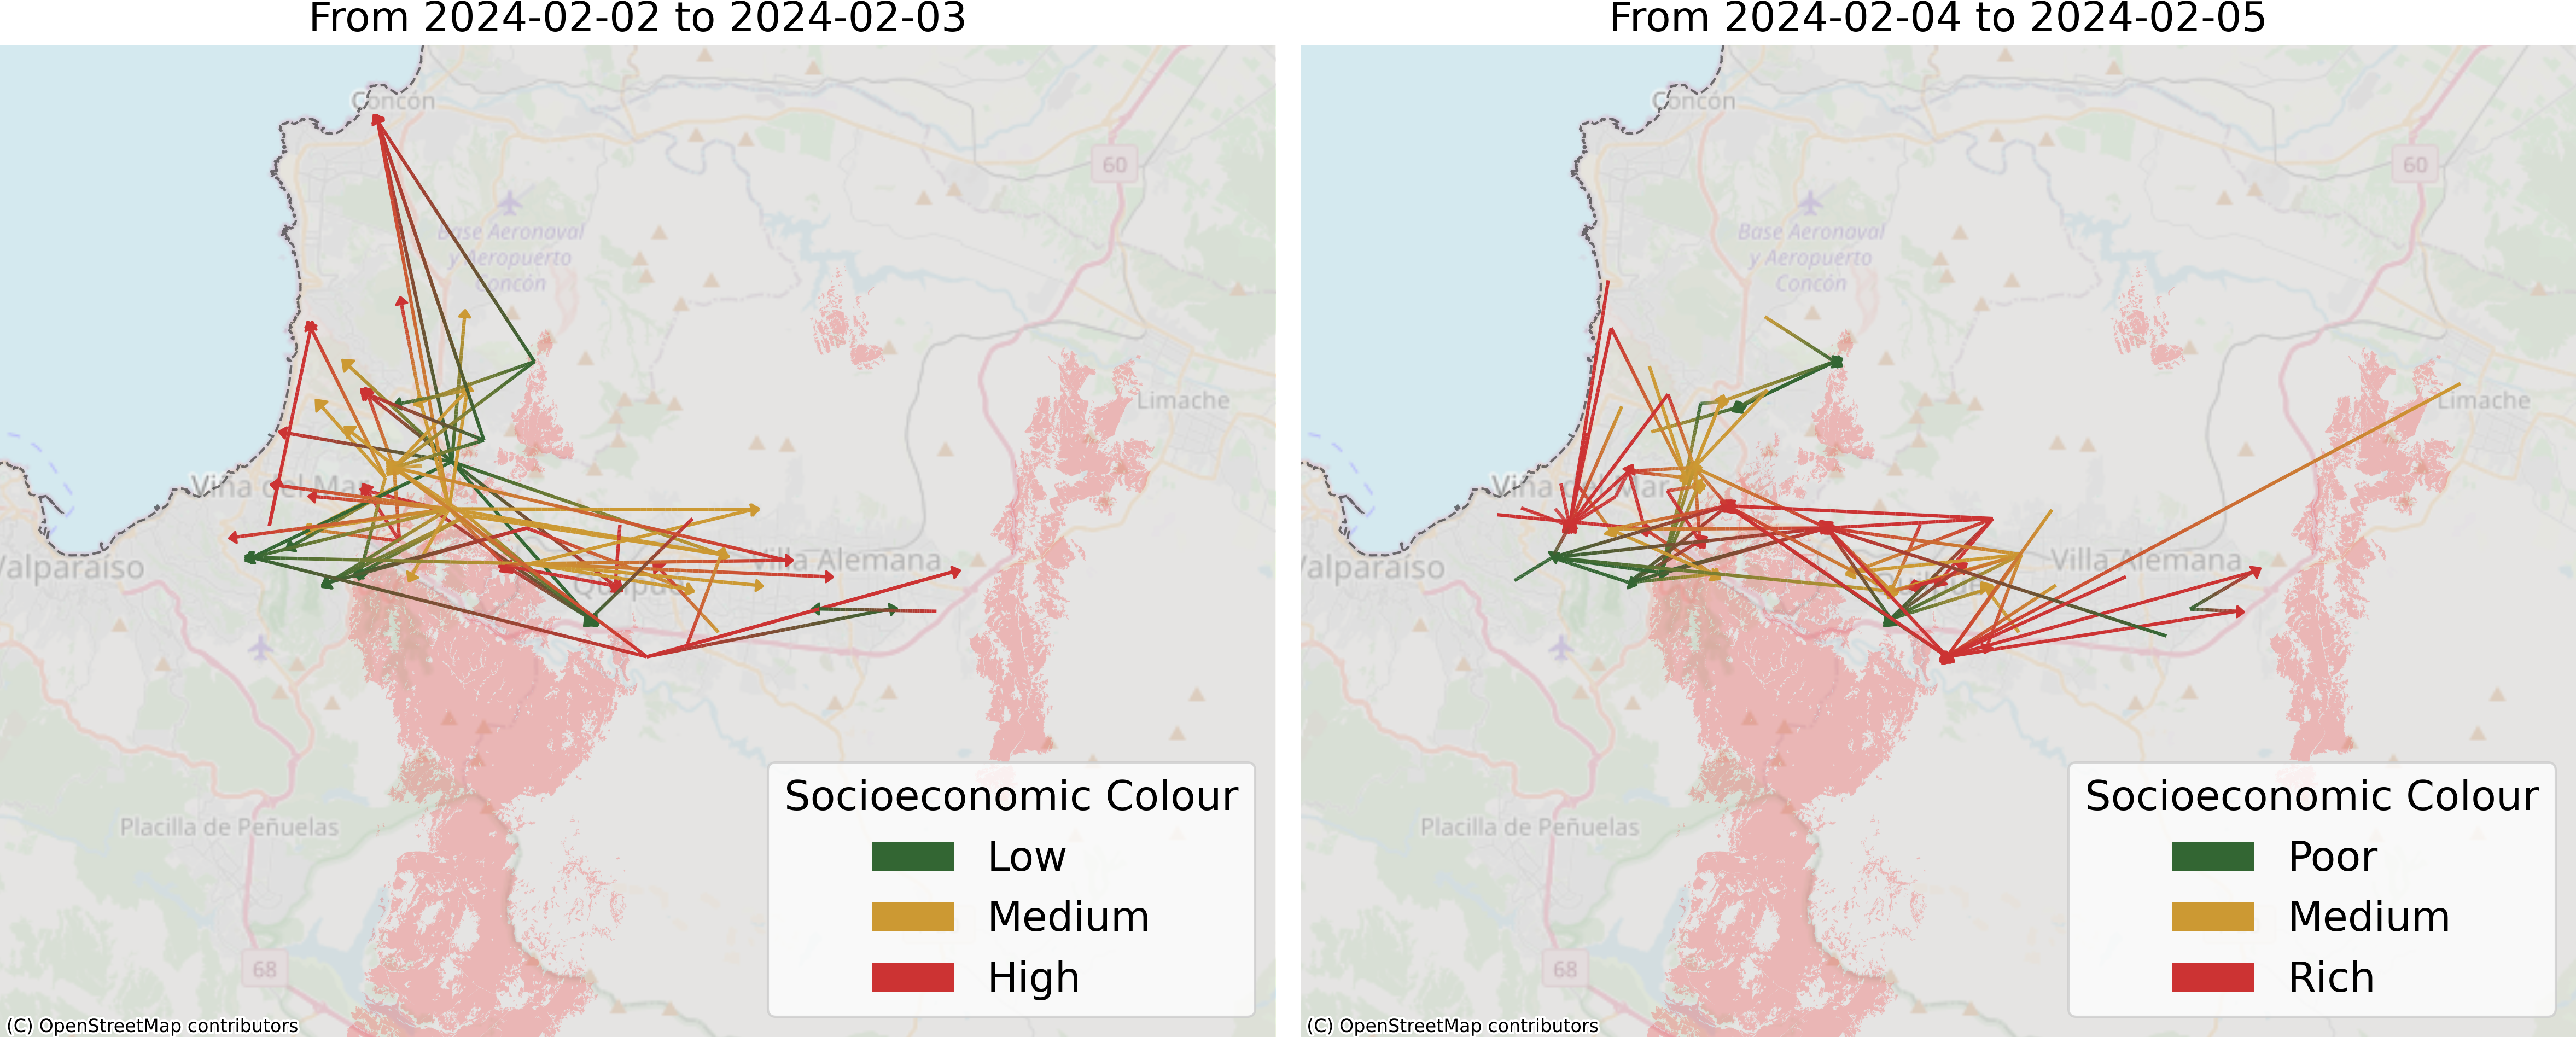 From 2024-02-02 to 2024-02-03
Concón
60
Base Aeronaval
y Aeropuerto
Concón
Limache
Viña del Mar
Valparaíso
Villa Alemana
Quilpué
Placilla de Peñuelas
68
Socioeconomic Colour
Low
Medium
High
(C) OpenStreetMap contributors
From 2024-02-04 to 2024-02-05
Concón
60
Base Aeronaval
y Aeropuerto
Concón
Limache
Viña del Mar
Valparaíso
Villa Alemana
Placilla de Peñuelas
68
Socioeconomic Colour
Poor
Medium
Rich
(C) OpenStreetMap contributors